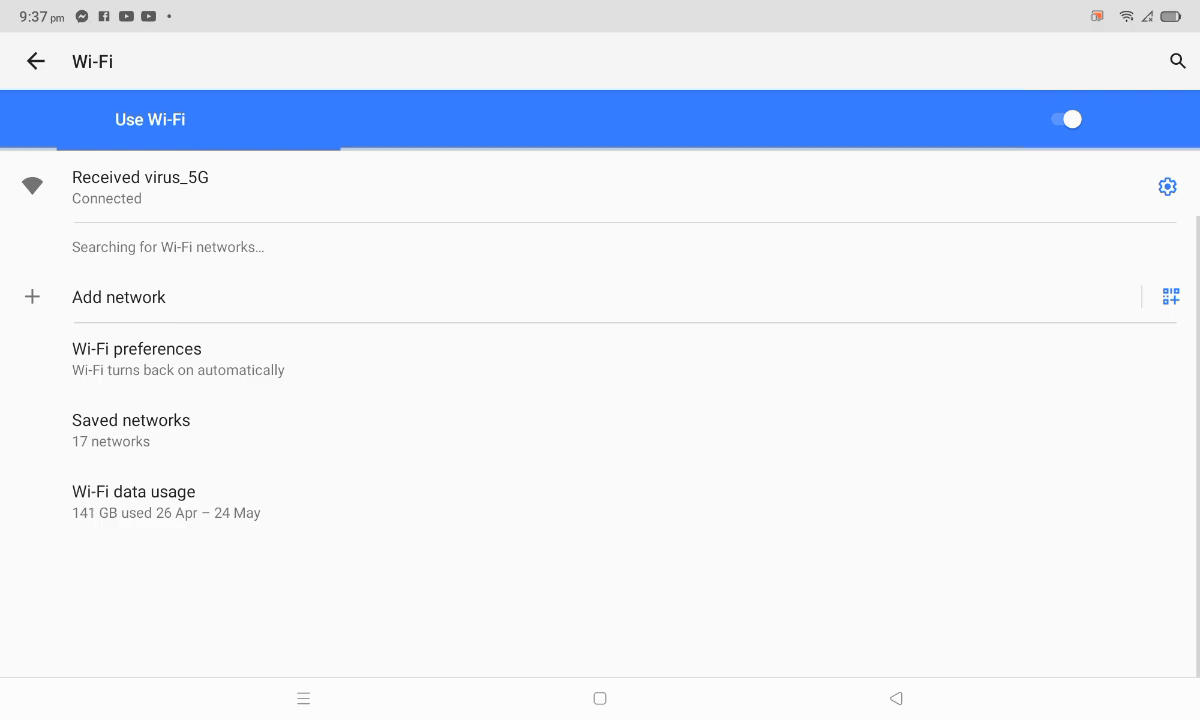 9:37 pm
Wi-Fi
Use Wi-Fi
Received virus_5G
Connected
Searching for Wi-Fi networks…
Add network
Wi-Fi preferences
Wi-Fi turns back on automatically
Saved networks
17 networks
Wi-Fi data usage
141 GB used 26 Apr – 24 May